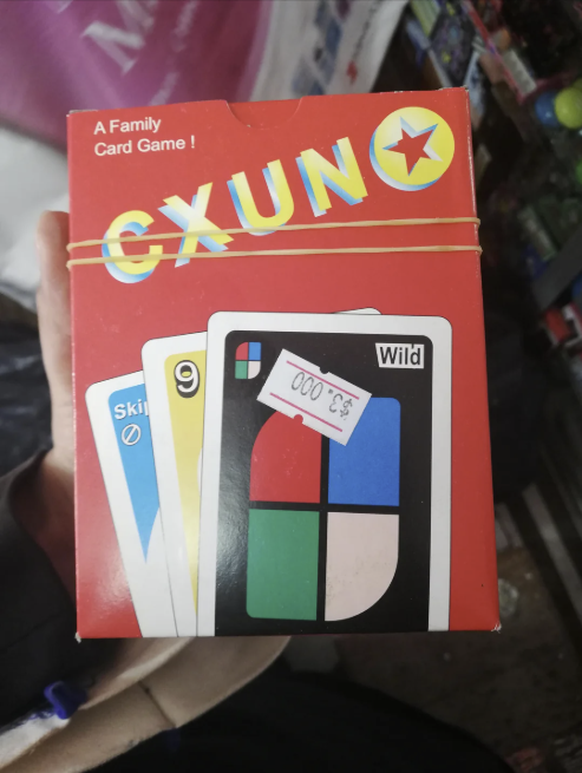 A Family
Card Game !
CXUNO
Wild
$3.000
9
Skip